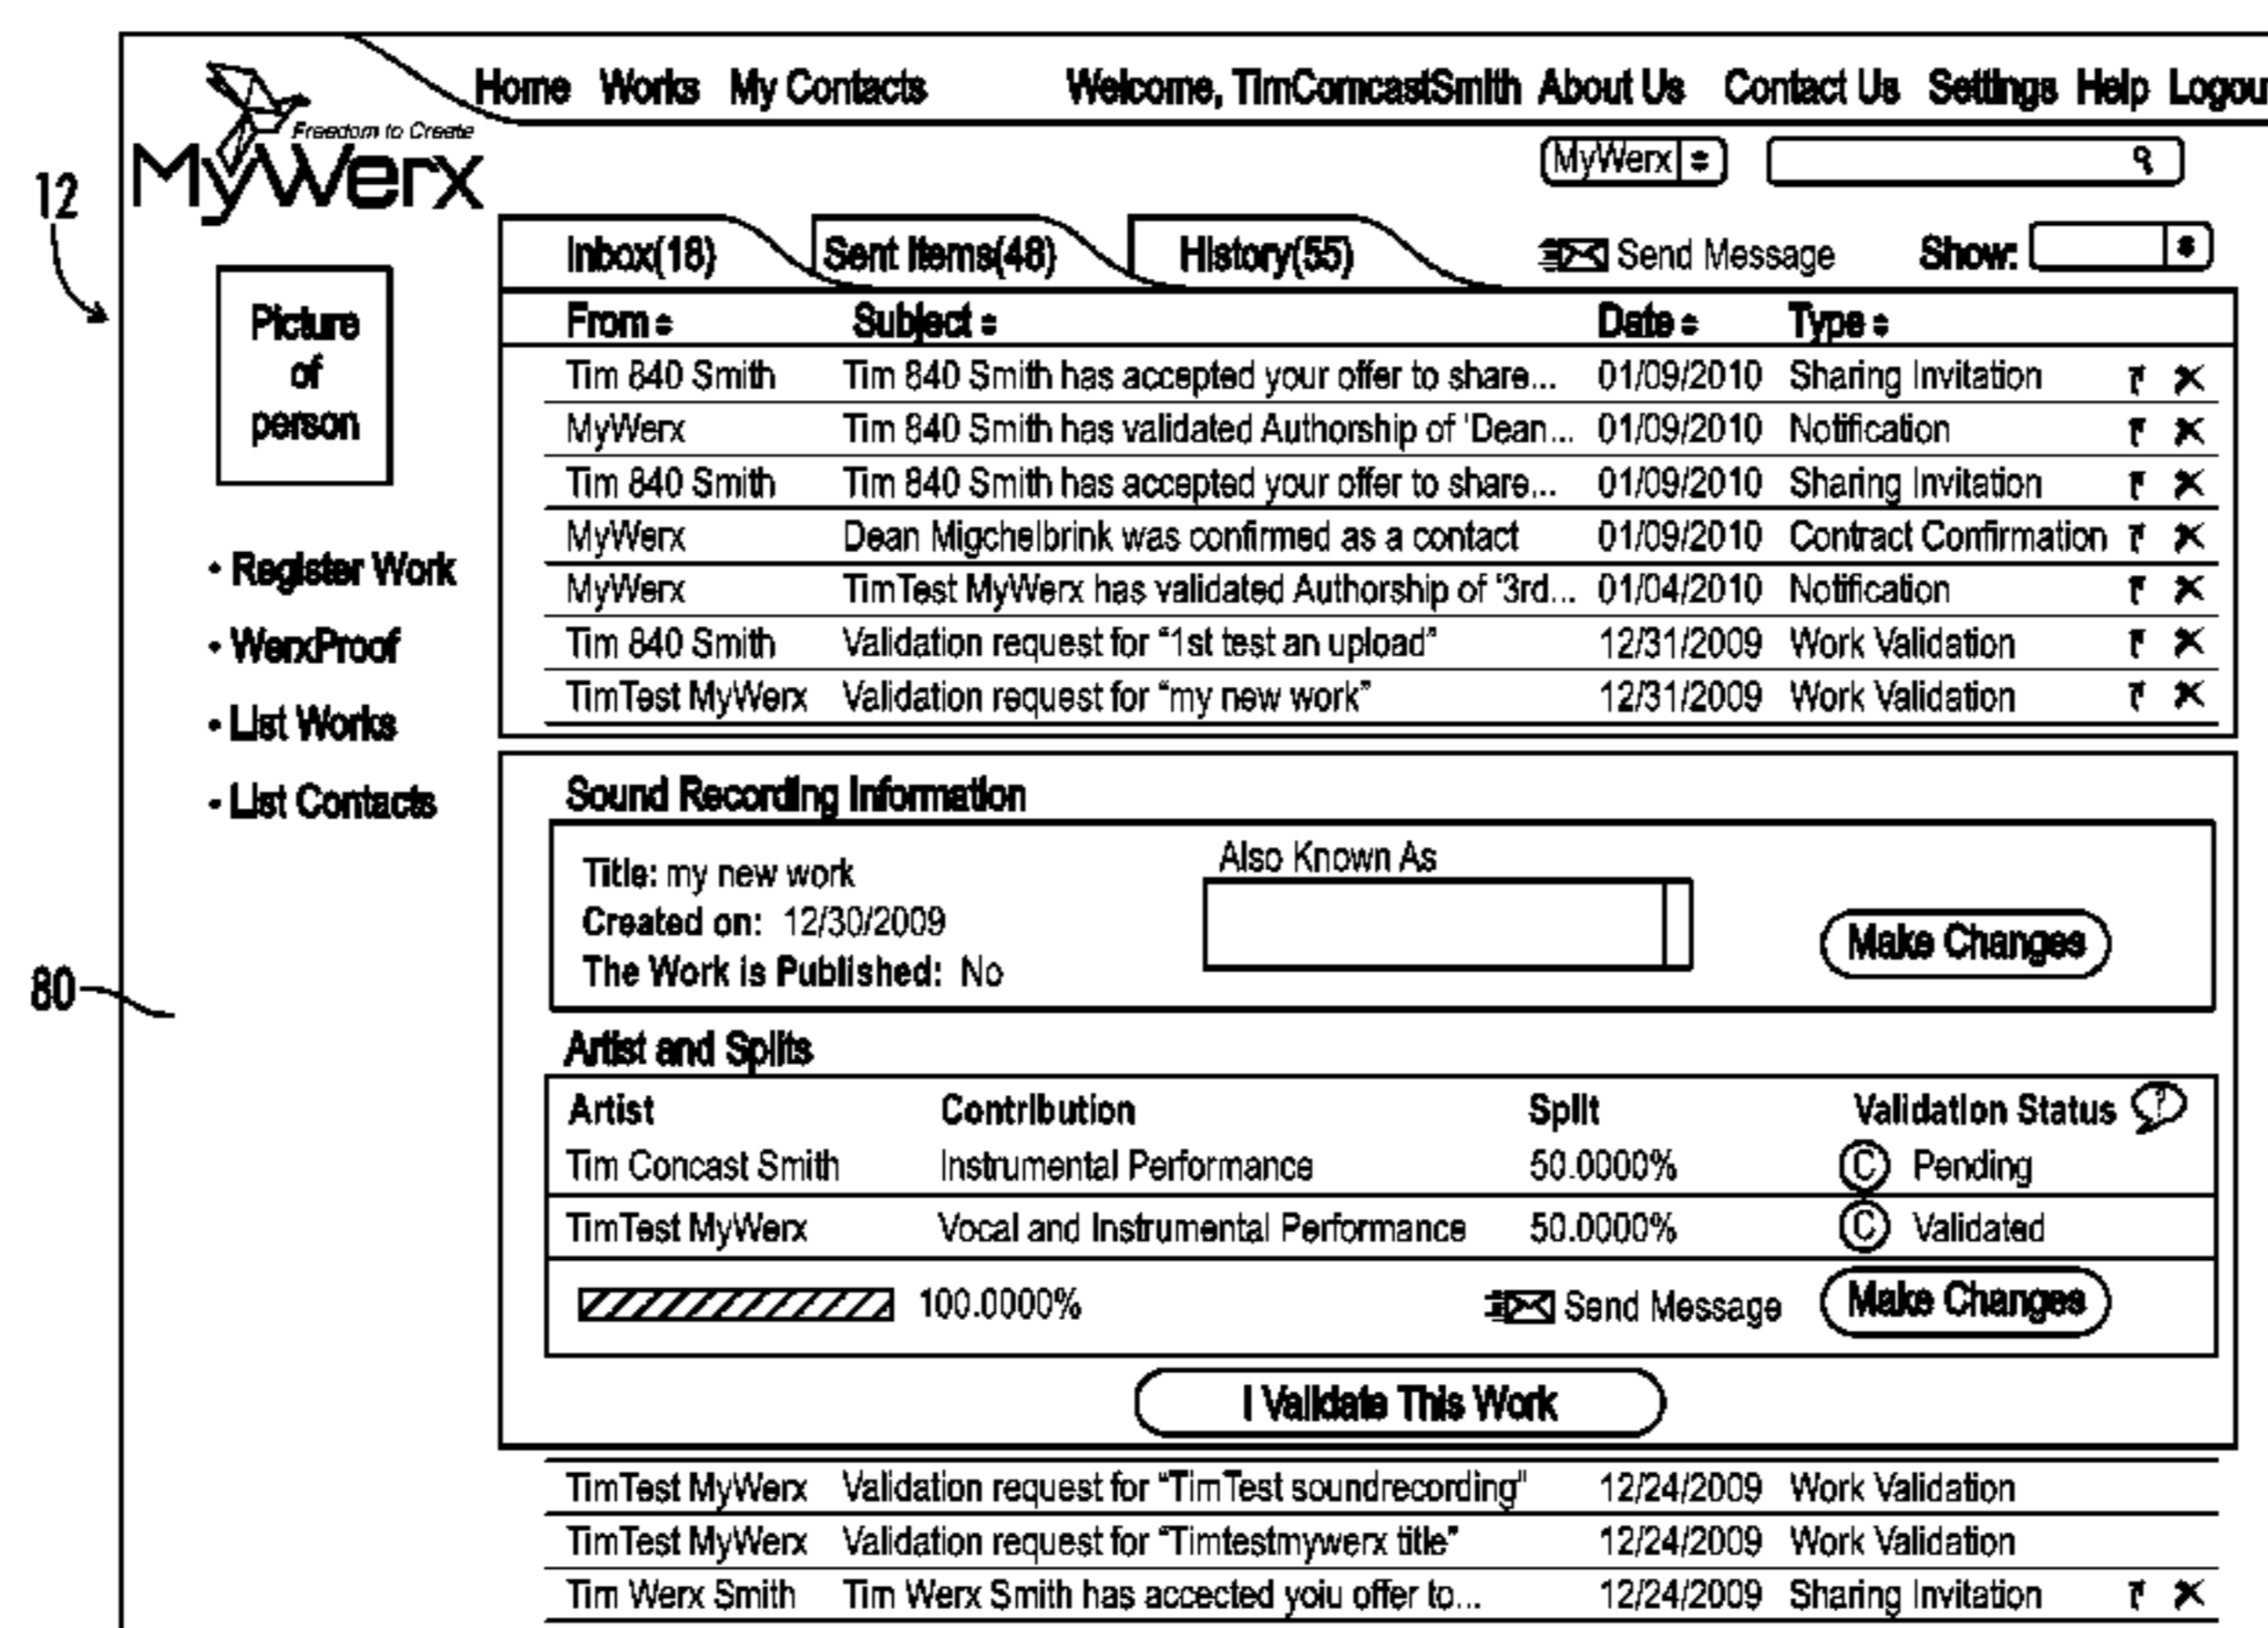 Home Works My Contacts Welcome, TimComcastSmith About Us Contact Us Settings Help Logou
Freedom to Create
MyWerx
MyWerx
12
Inbox(18) Sent Items(48) History(55) Send Message Show:
Picture
of
person
From Subject Date Type
Tim 840 Smith Tim 840 Smith has accepted your offer to share... 01/09/2010 Sharing Invitation
MyWerx Tim 840 Smith has validated Authorship of 'Dean... 01/09/2010 Notification
Tim 840 Smith Tim 840 Smith has accepted your offer to share... 01/09/2010 Sharing Invitation
MyWerx Dean Migchelbrink was confirmed as a contact 01/09/2010 Contract Confirmation
MyWerx TimTest MyWerx has validated Authorship of '3rd... 01/04/2010 Notification
Tim 840 Smith Validation request for "1st test an upload" 12/31/2009 Work Validation
TimTest MyWerx Validation request for "my new work" 12/31/2009 Work Validation
• Register Work
• WerxProof
• List Works
- List Contacts
80
Sound Recording Information
Title: my new work
Created on: 12/30/2009
The Work is Published: No
Also Known As
Make Changes
Artist and Splits
Artist Contribution Split Validation Status ?
Tim Concast Smith Instrumental Performance 50.0000% © Pending
TimTest MyWerx Vocal and Instrumental Performance 50.0000% © Validated
100.0000% Send Message Make Changes
I Validate This Work
TimTest MyWerx Validation request for "TimTest soundrecording" 12/24/2009 Work Validation
TimTest MyWerx Validation request for "Timtestmywerx title" 12/24/2009 Work Validation
Tim Werx Smith Tim Werx Smith has accected yoiu offer to... 12/24/2009 Sharing Invitation